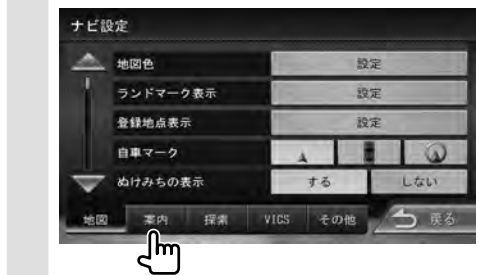 ナビ設定
地図色 設定
ランドマーク表示 設定
登録地点表示 設定
自車マーク
ぬけみちの表示 する しない
地図 案内 探索 VICS その他 戻る